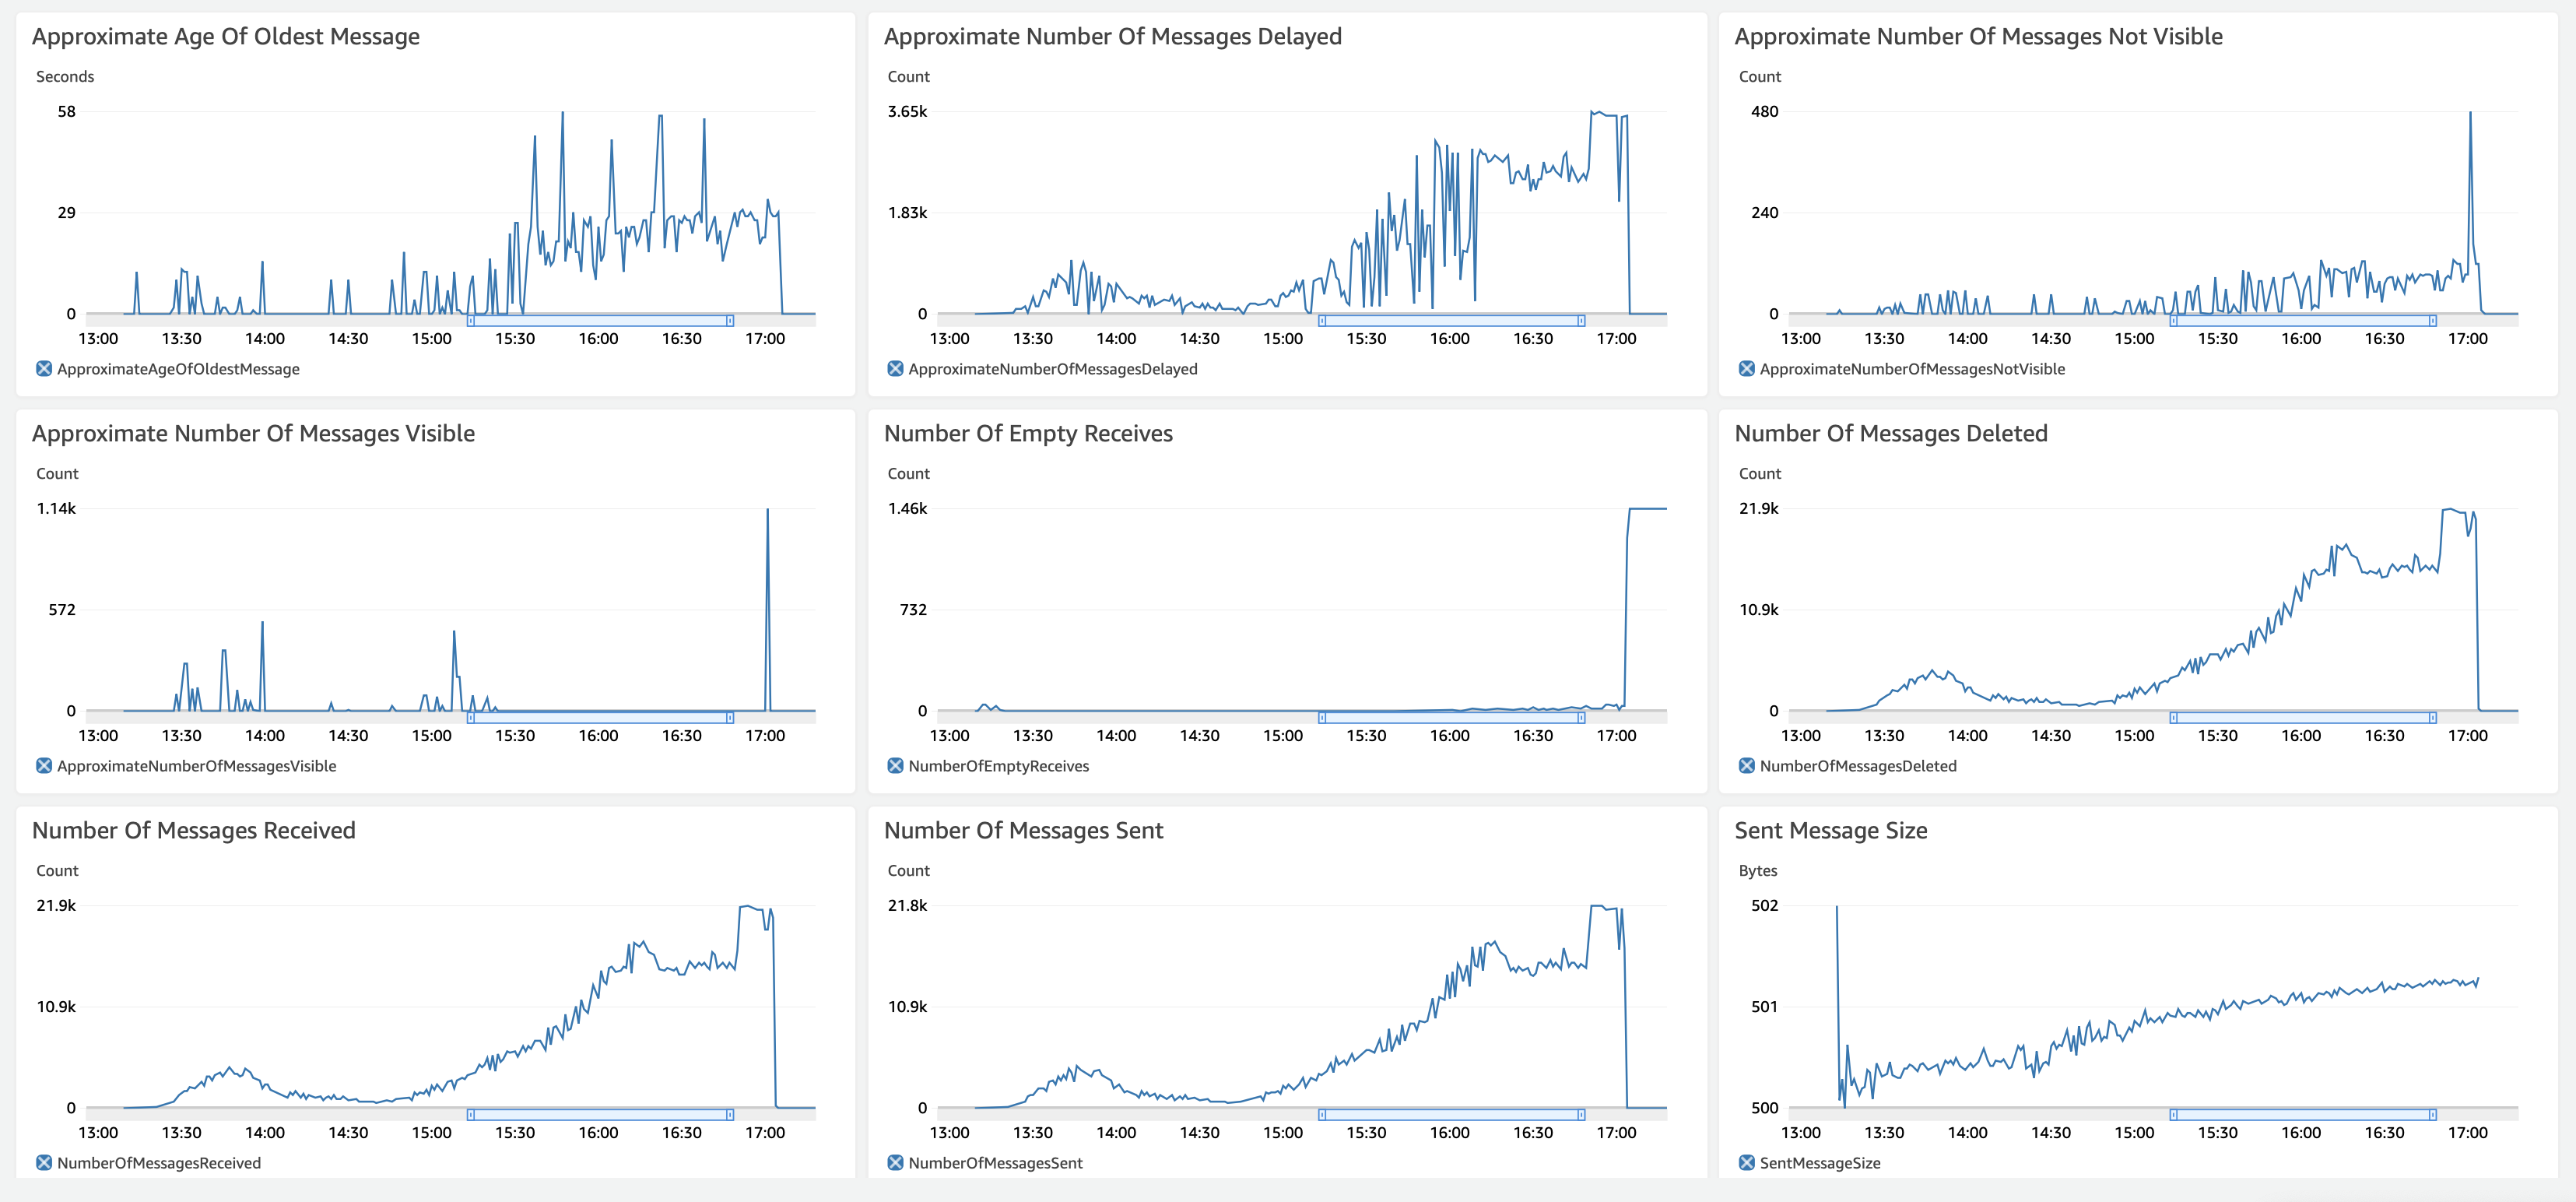 Approximate Age Of Oldest Message
Seconds
58
29
0
13:00 13:30 14:00 14:30 15:00 15:30 16:00 16:30 17:00
ApproximateAgeOfOldestMessage
Approximate Number Of Messages Delayed
Count
3.65k
1.83k
0
13:00 13:30 14:00 14:30 15:00 15:30 16:00 16:30 17:00
ApproximateNumberOfMessagesDelayed
Approximate Number Of Messages Not Visible
Count
480
240
0
13:00 13:30 14:00 14:30 15:00 15:30 16:00 16:30 17:00
ApproximateNumberOfMessagesNotVisible
Approximate Number Of Messages Visible
Count
1.14k
572
0
13:00 13:30 14:00 14:30 15:00 15:30 16:00 16:30 17:00
ApproximateNumberOfMessagesVisible
Number Of Empty Receives
Count
1.46k
732
0
13:00 13:30 14:00 14:30 15:00 15:30 16:00 16:30 17:00
NumberOfEmptyReceives
Number Of Messages Deleted
Count
21.9k
10.9k
0
13:00 13:30 14:00 14:30 15:00 15:30 16:00 16:30 17:00
NumberOfMessagesDeleted
Number Of Messages Received
Count
21.9k
10.9k
0
13:00 13:30 14:00 14:30 15:00 15:30 16:00 16:30 17:00
NumberOfMessagesReceived
Number Of Messages Sent
Count
21.8k
10.9k
0
13:00 13:30 14:00 14:30 15:00 15:30 16:00 16:30 17:00
NumberOfMessagesSent
Sent Message Size
Bytes
502
501
500
13:00 13:30 14:00 14:30 15:00 15:30 16:00 16:30 17:00
SentMessageSize